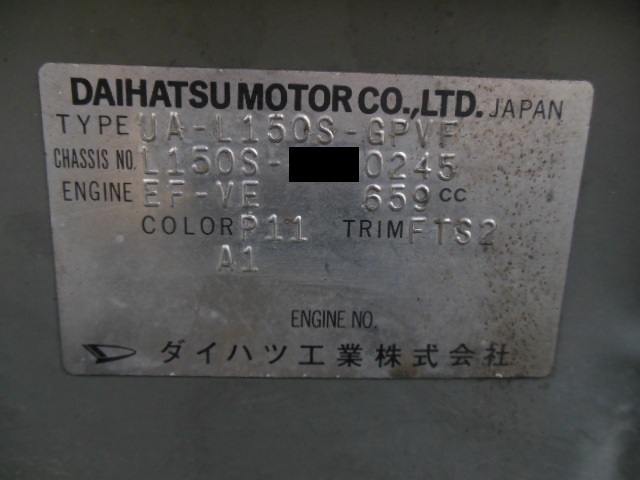 DAIHATSU MOTOR CO.,LTD. JAPAN
TYPE UA-L150S-GPVF
CHASSIS NO. L150S- 0245
ENGINE EF-VE 659 cc
COLOR P11 TRIM FTS2
A1
ENGINE NO.
ダイハツ工業株式会社